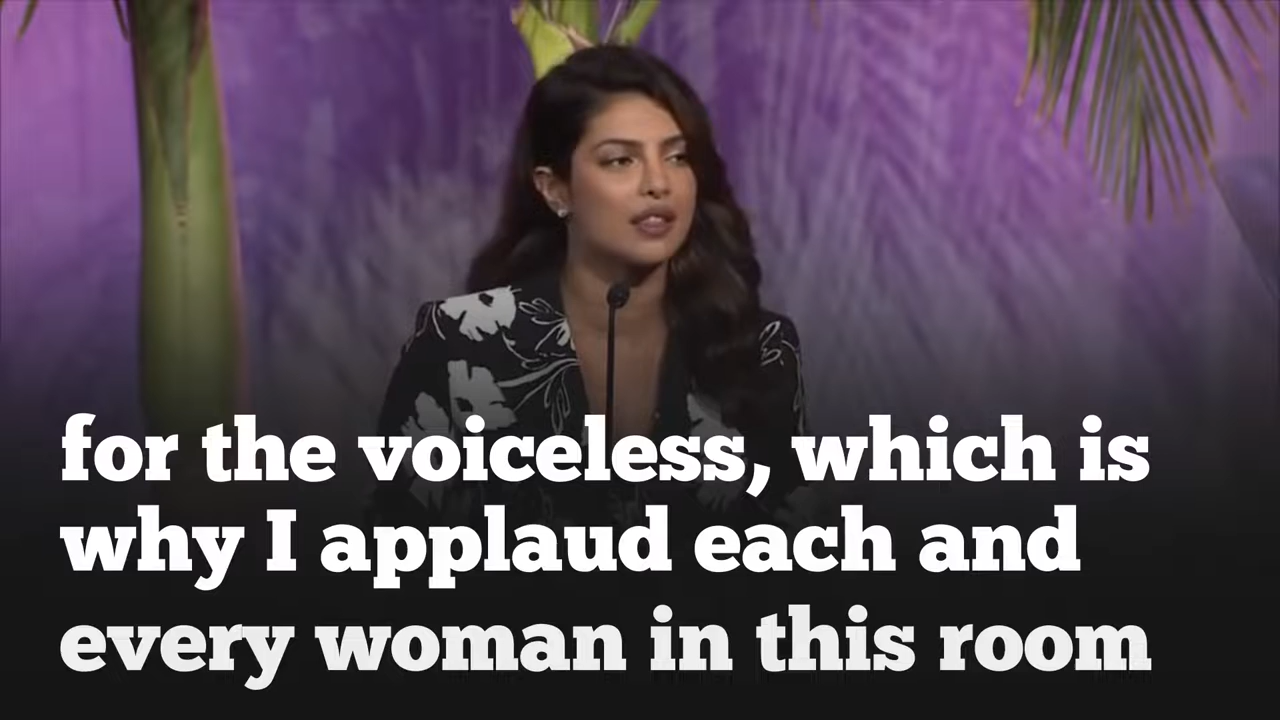 for the voiceless, which is
why I applaud each and
every woman in this room